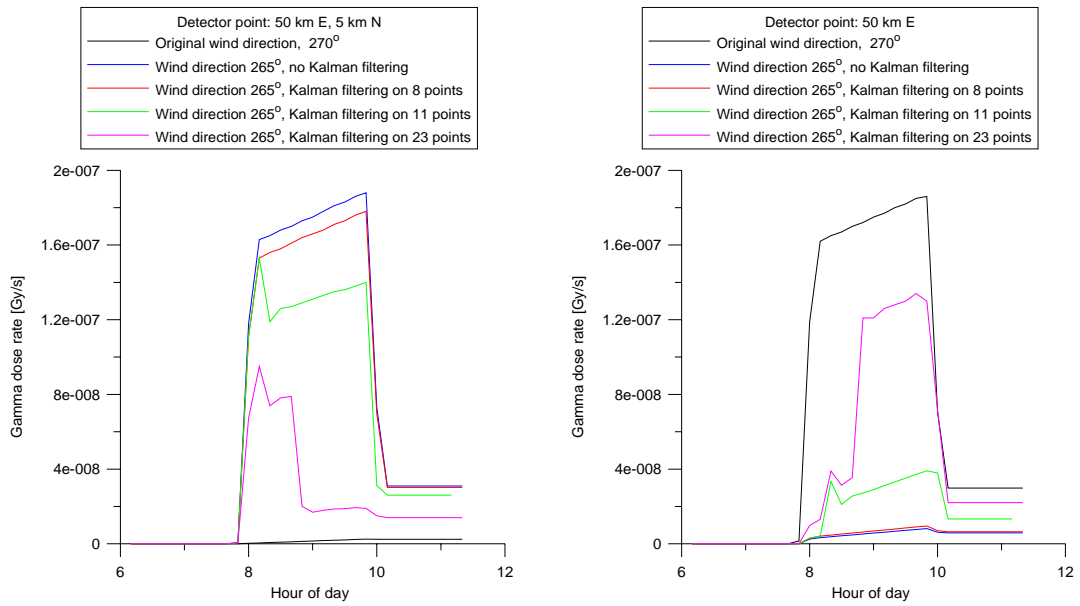 Detector point: 50 km E, 5 km N
Original wind direction, 270°
Wind direction 265°, no Kalman filtering
Wind direction 265°, Kalman filtering on 8 points
Wind direction 265°, Kalman filtering on 11 points
Wind direction 265°, Kalman filtering on 23 points
2e-007
1.6e-007
1.2e-007
8e-008
4e-008
0
Gamma dose rate [Gy/s]
6 8 10 12
Hour of day
Detector point: 50 km E
Original wind direction, 270°
Wind direction 265°, no Kalman filtering
Wind direction 265°, Kalman filtering on 8 points
Wind direction 265°, Kalman filtering on 11 points
Wind direction 265°, Kalman filtering on 23 points
2e-007
1.6e-007
1.2e-007
8e-008
4e-008
0
Gamma dose rate [Gy/s]
6 8 10 12
Hour of day